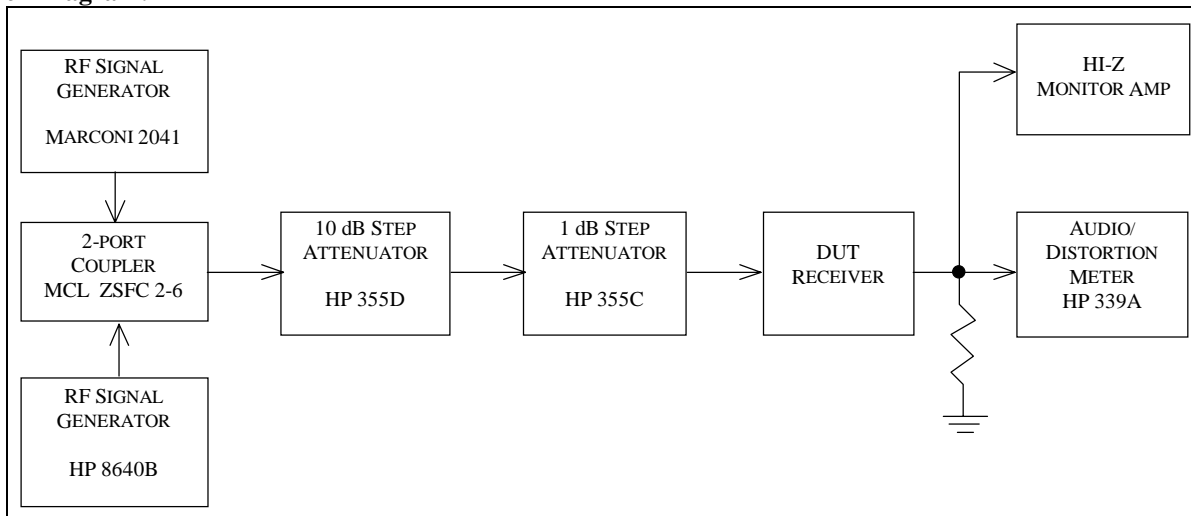 RF SIGNAL
GENERATOR
MARCONI 2041
2-PORT
COUPLER
MCL ZSFC 2-6
RF SIGNAL
GENERATOR
HP 8640B
10 dB STEP
ATTENUATOR
HP 355D
1 dB STEP
ATTENUATOR
HP 355C
DUT
RECEIVER
HI-Z
MONITOR AMP
AUDIO/
DISTORTION
METER
HP 339A